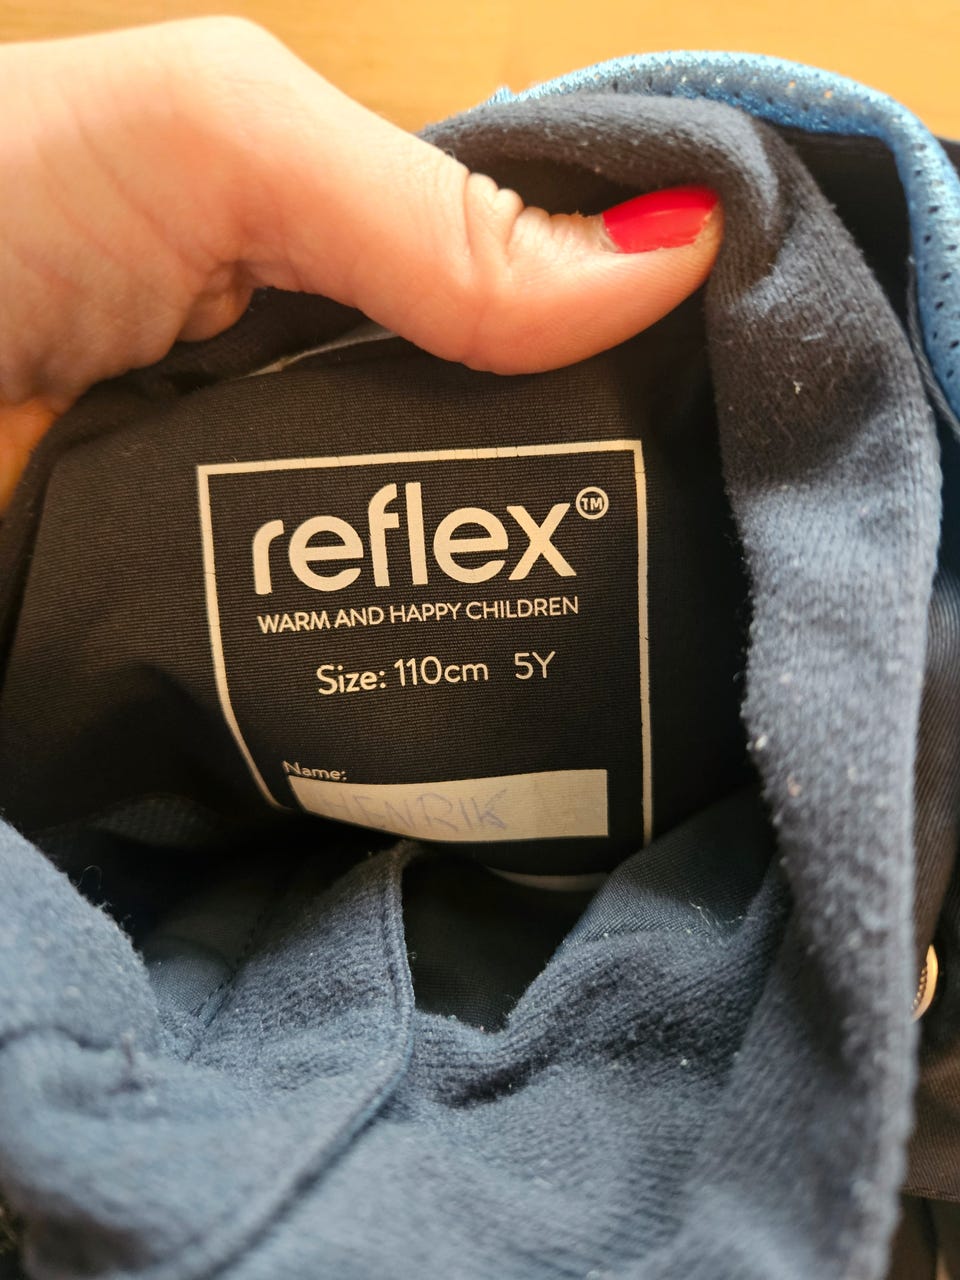 reflex™
WARM AND HAPPY CHILDREN
Size: 110cm 5Y
Name:
HENRIK